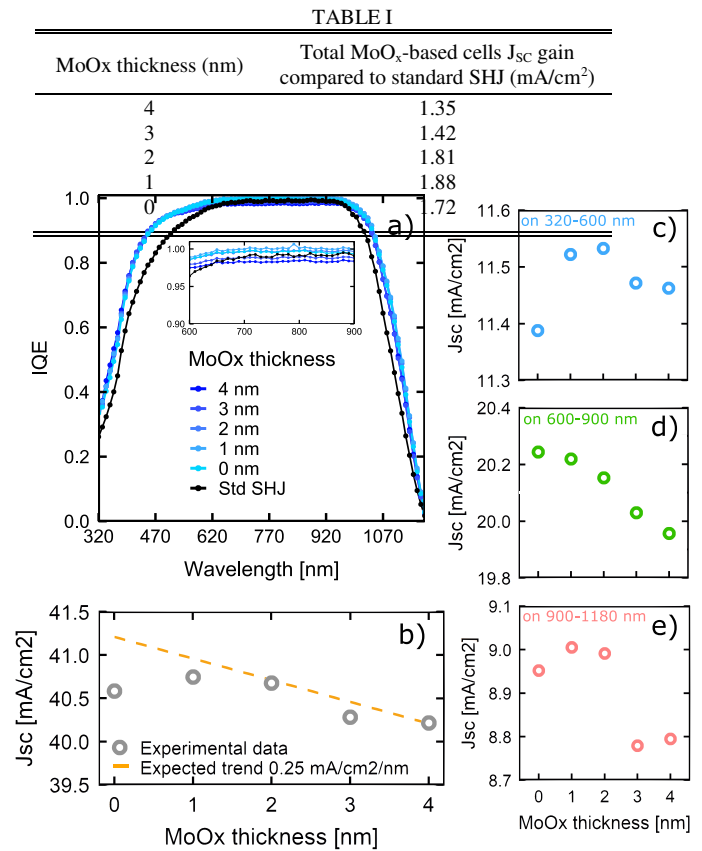 TABLE I
MoOx thickness (nm)
Total MoOₓ-based cells J_SC gain
compared to standard SHJ (mA/cm²)
4 1.35
3 1.42
2 1.81
1 1.88
0 1.72
a)
1.0
0.8
0.6
0.4
0.2
0.0
IQE
1.00
0.95
0.90
600 700 800 900
MoOx thickness
4 nm
3 nm
2 nm
1 nm
0 nm
Std SHJ
320 470 620 770 920 1070
Wavelength [nm]
b)
41.5
41.0
40.5
40.0
39.5
Jsc [mA/cm2]
Experimental data
Expected trend 0.25 mA/cm2/nm
0 1 2 3 4
MoOx thickness [nm]
on 320-600 nm
c)
11.6
11.5
11.4
11.3
Jsc [mA/cm2]
on 600-900 nm
d)
20.4
20.2
20.0
19.8
Jsc [mA/cm2]
on 900-1180 nm
e)
9.1
9.0
8.9
8.8
8.7
Jsc [mA/cm2]
0 1 2 3 4
MoOx thickness [nm]